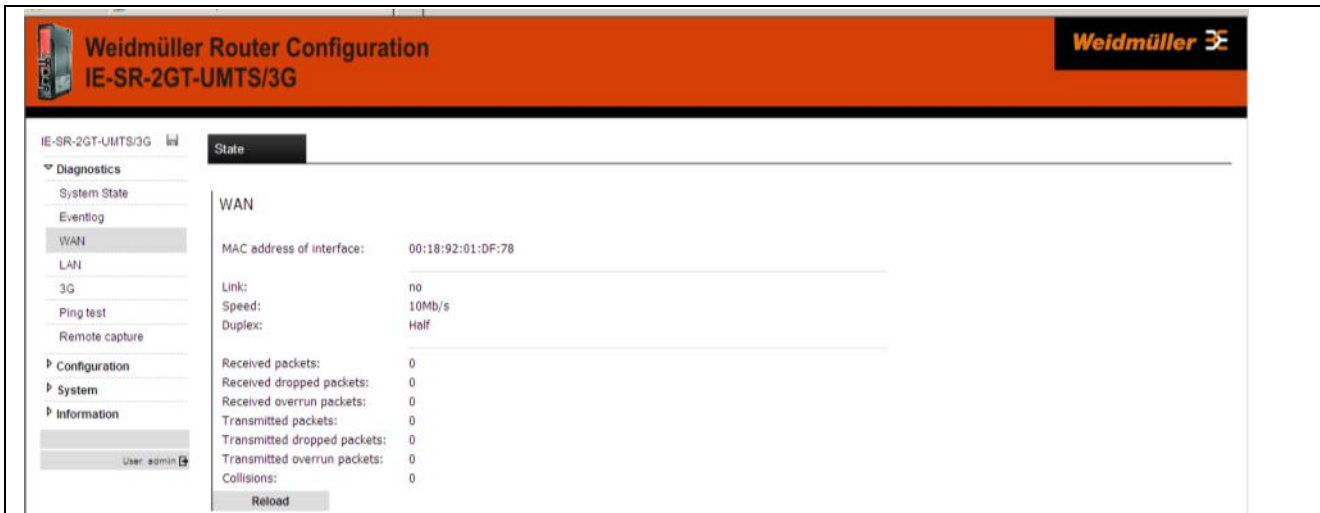 Weidmüller Router Configuration
IE-SR-2GT-UMTS/3G
Weidmüller
IE-SR-2GT-UMTS/3G
Diagnostics
System State
Eventlog
WAN
LAN
3G
Ping test
Remote capture
Configuration
System
Information
User: admin
State
WAN
MAC address of interface: 00:18:92:01:DF:78
Link: no
Speed: 10Mb/s
Duplex: Half
Received packets: 0
Received dropped packets: 0
Received overrun packets: 0
Transmitted packets: 0
Transmitted dropped packets: 0
Transmitted overrun packets: 0
Collisions: 0
Reload